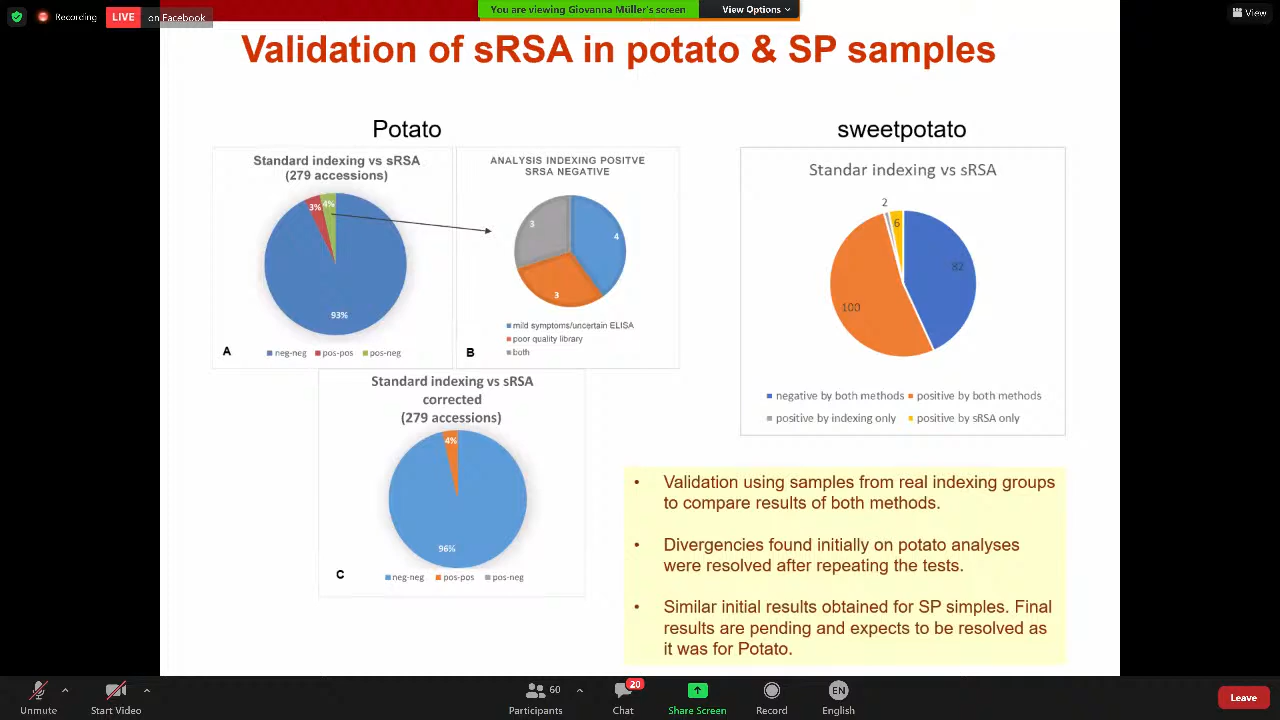 Recording
LIVE on Facebook
You are viewing Giovanna Müller's screen
View Options
View
Validation of sRSA in potato & SP samples
Potato
Standard indexing vs sRSA
(279 accessions)
3%
4%
93%
A
neg-neg pos-pos pos-neg
ANALYSIS INDEXING POSITVE
SRSA NEGATIVE
3
4
3
mild symptoms/uncertain ELISA
poor quality library
both
B
Standard indexing vs sRSA
corrected
(279 accessions)
4%
96%
C
neg-neg pos-pos pos-neg
sweetpotato
Standar indexing vs sRSA
2
6
82
100
negative by both methods positive by both methods
positive by indexing only positive by sRSA only
• Validation using samples from real indexing groups
to compare results of both methods.
• Divergencies found initially on potato analyses
were resolved after repeating the tests.
• Similar initial results obtained for SP simples. Final
results are pending and expects to be resolved as
it was for Potato.
Unmute
Start Video
60
Participants
20
Chat
Share Screen
Record
EN
English
Leave